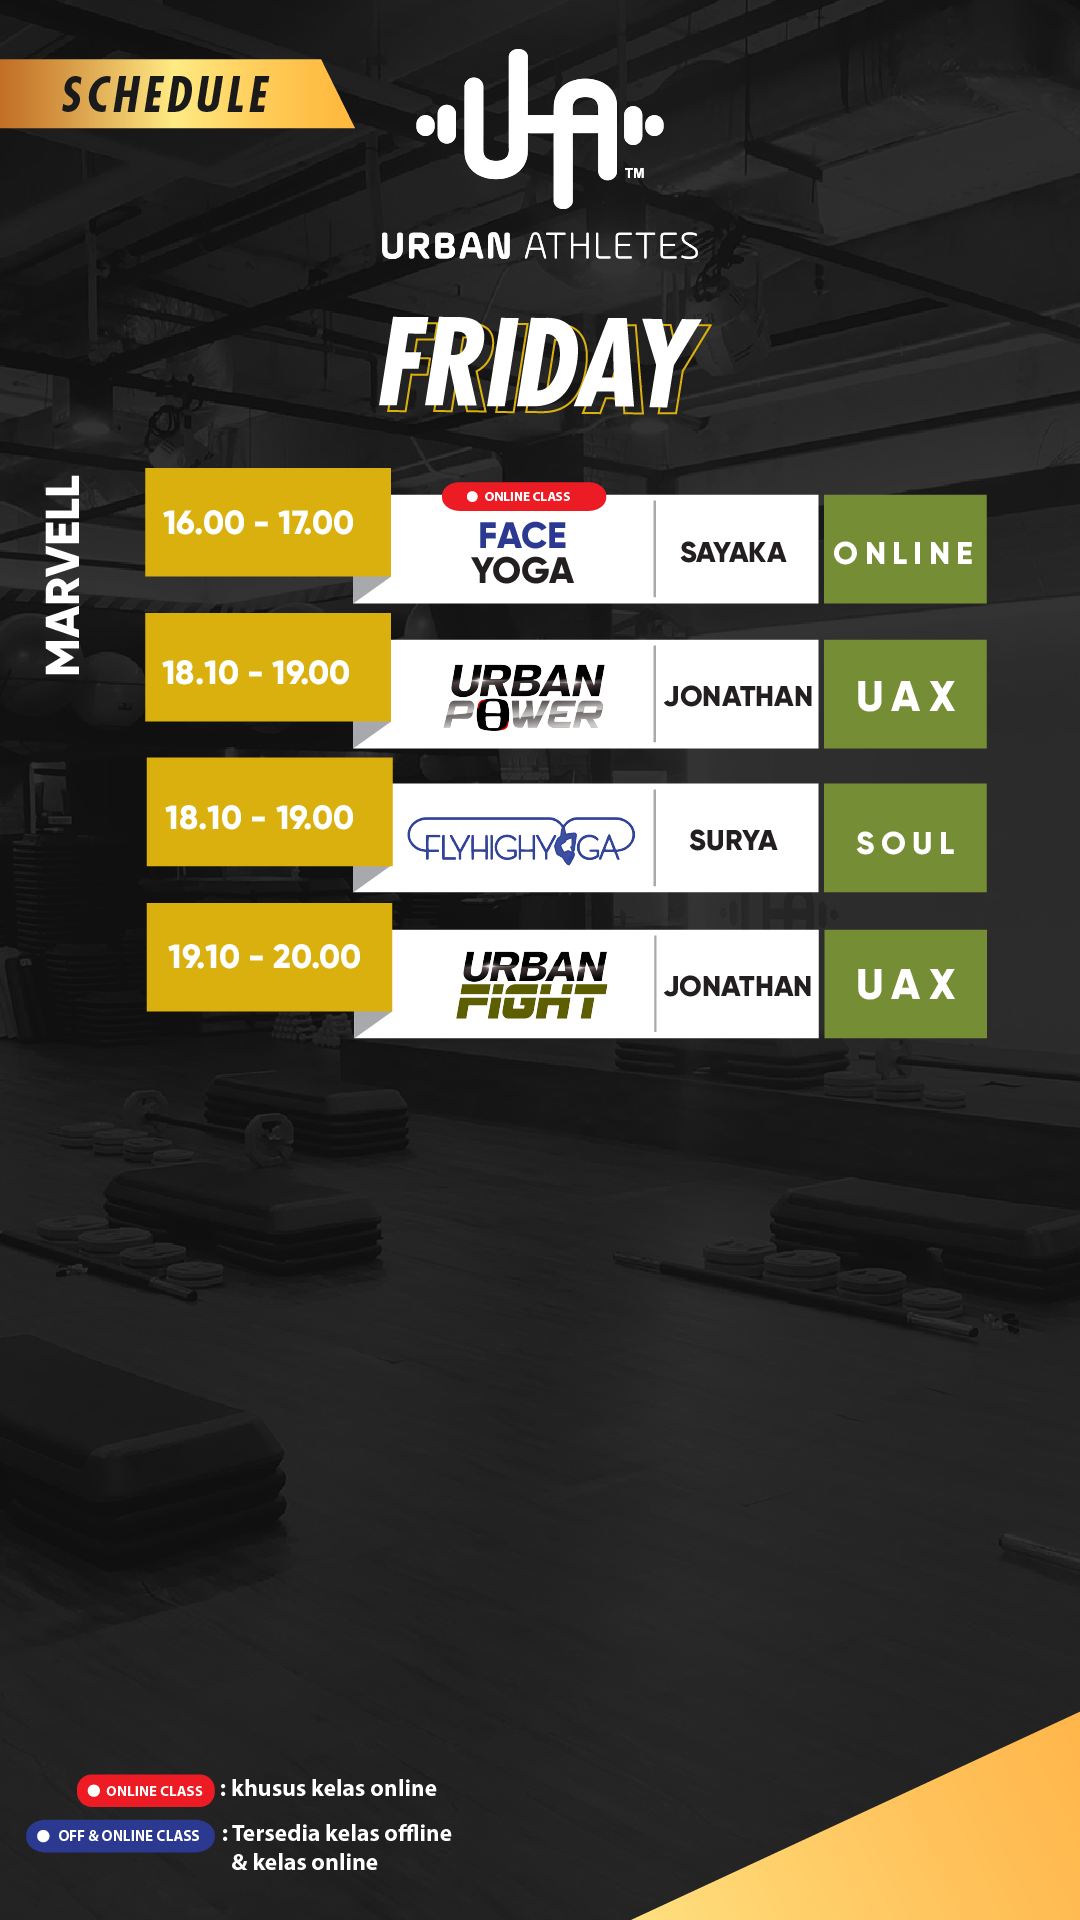 SCHEDULE
UA
TM
URBAN ATHLETES
FRIDAY
MARVELL
16.00 - 17.00
ONLINE CLASS
FACE
YOGA
SAYAKA
ONLINE
18.10 - 19.00
URBAN
POWER
JONATHAN
UAX
18.10 - 19.00
FLYHIGHYOGA
SURYA
SOUL
19.10 - 20.00
URBAN
FIGHT
JONATHAN
UAX
ONLINE CLASS : khusus kelas online
OFF & ONLINE CLASS : Tersedia kelas offline
& kelas online